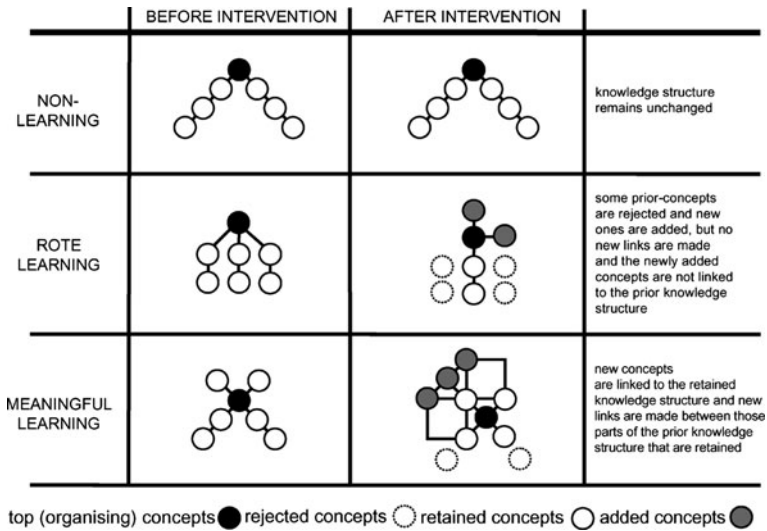 BEFORE INTERVENTION AFTER INTERVENTION
NON-
LEARNING
knowledge structure
remains unchanged
ROTE
LEARNING
some prior-concepts
are rejected and new
ones are added, but no
new links are made
and the newly added
concepts are not linked
to the prior knowledge
structure
MEANINGFUL
LEARNING
new concepts
are linked to the retained
knowledge structure and new
links are made between those
parts of the prior knowledge
structure that are retained
top (organising) concepts rejected concepts retained concepts added concepts